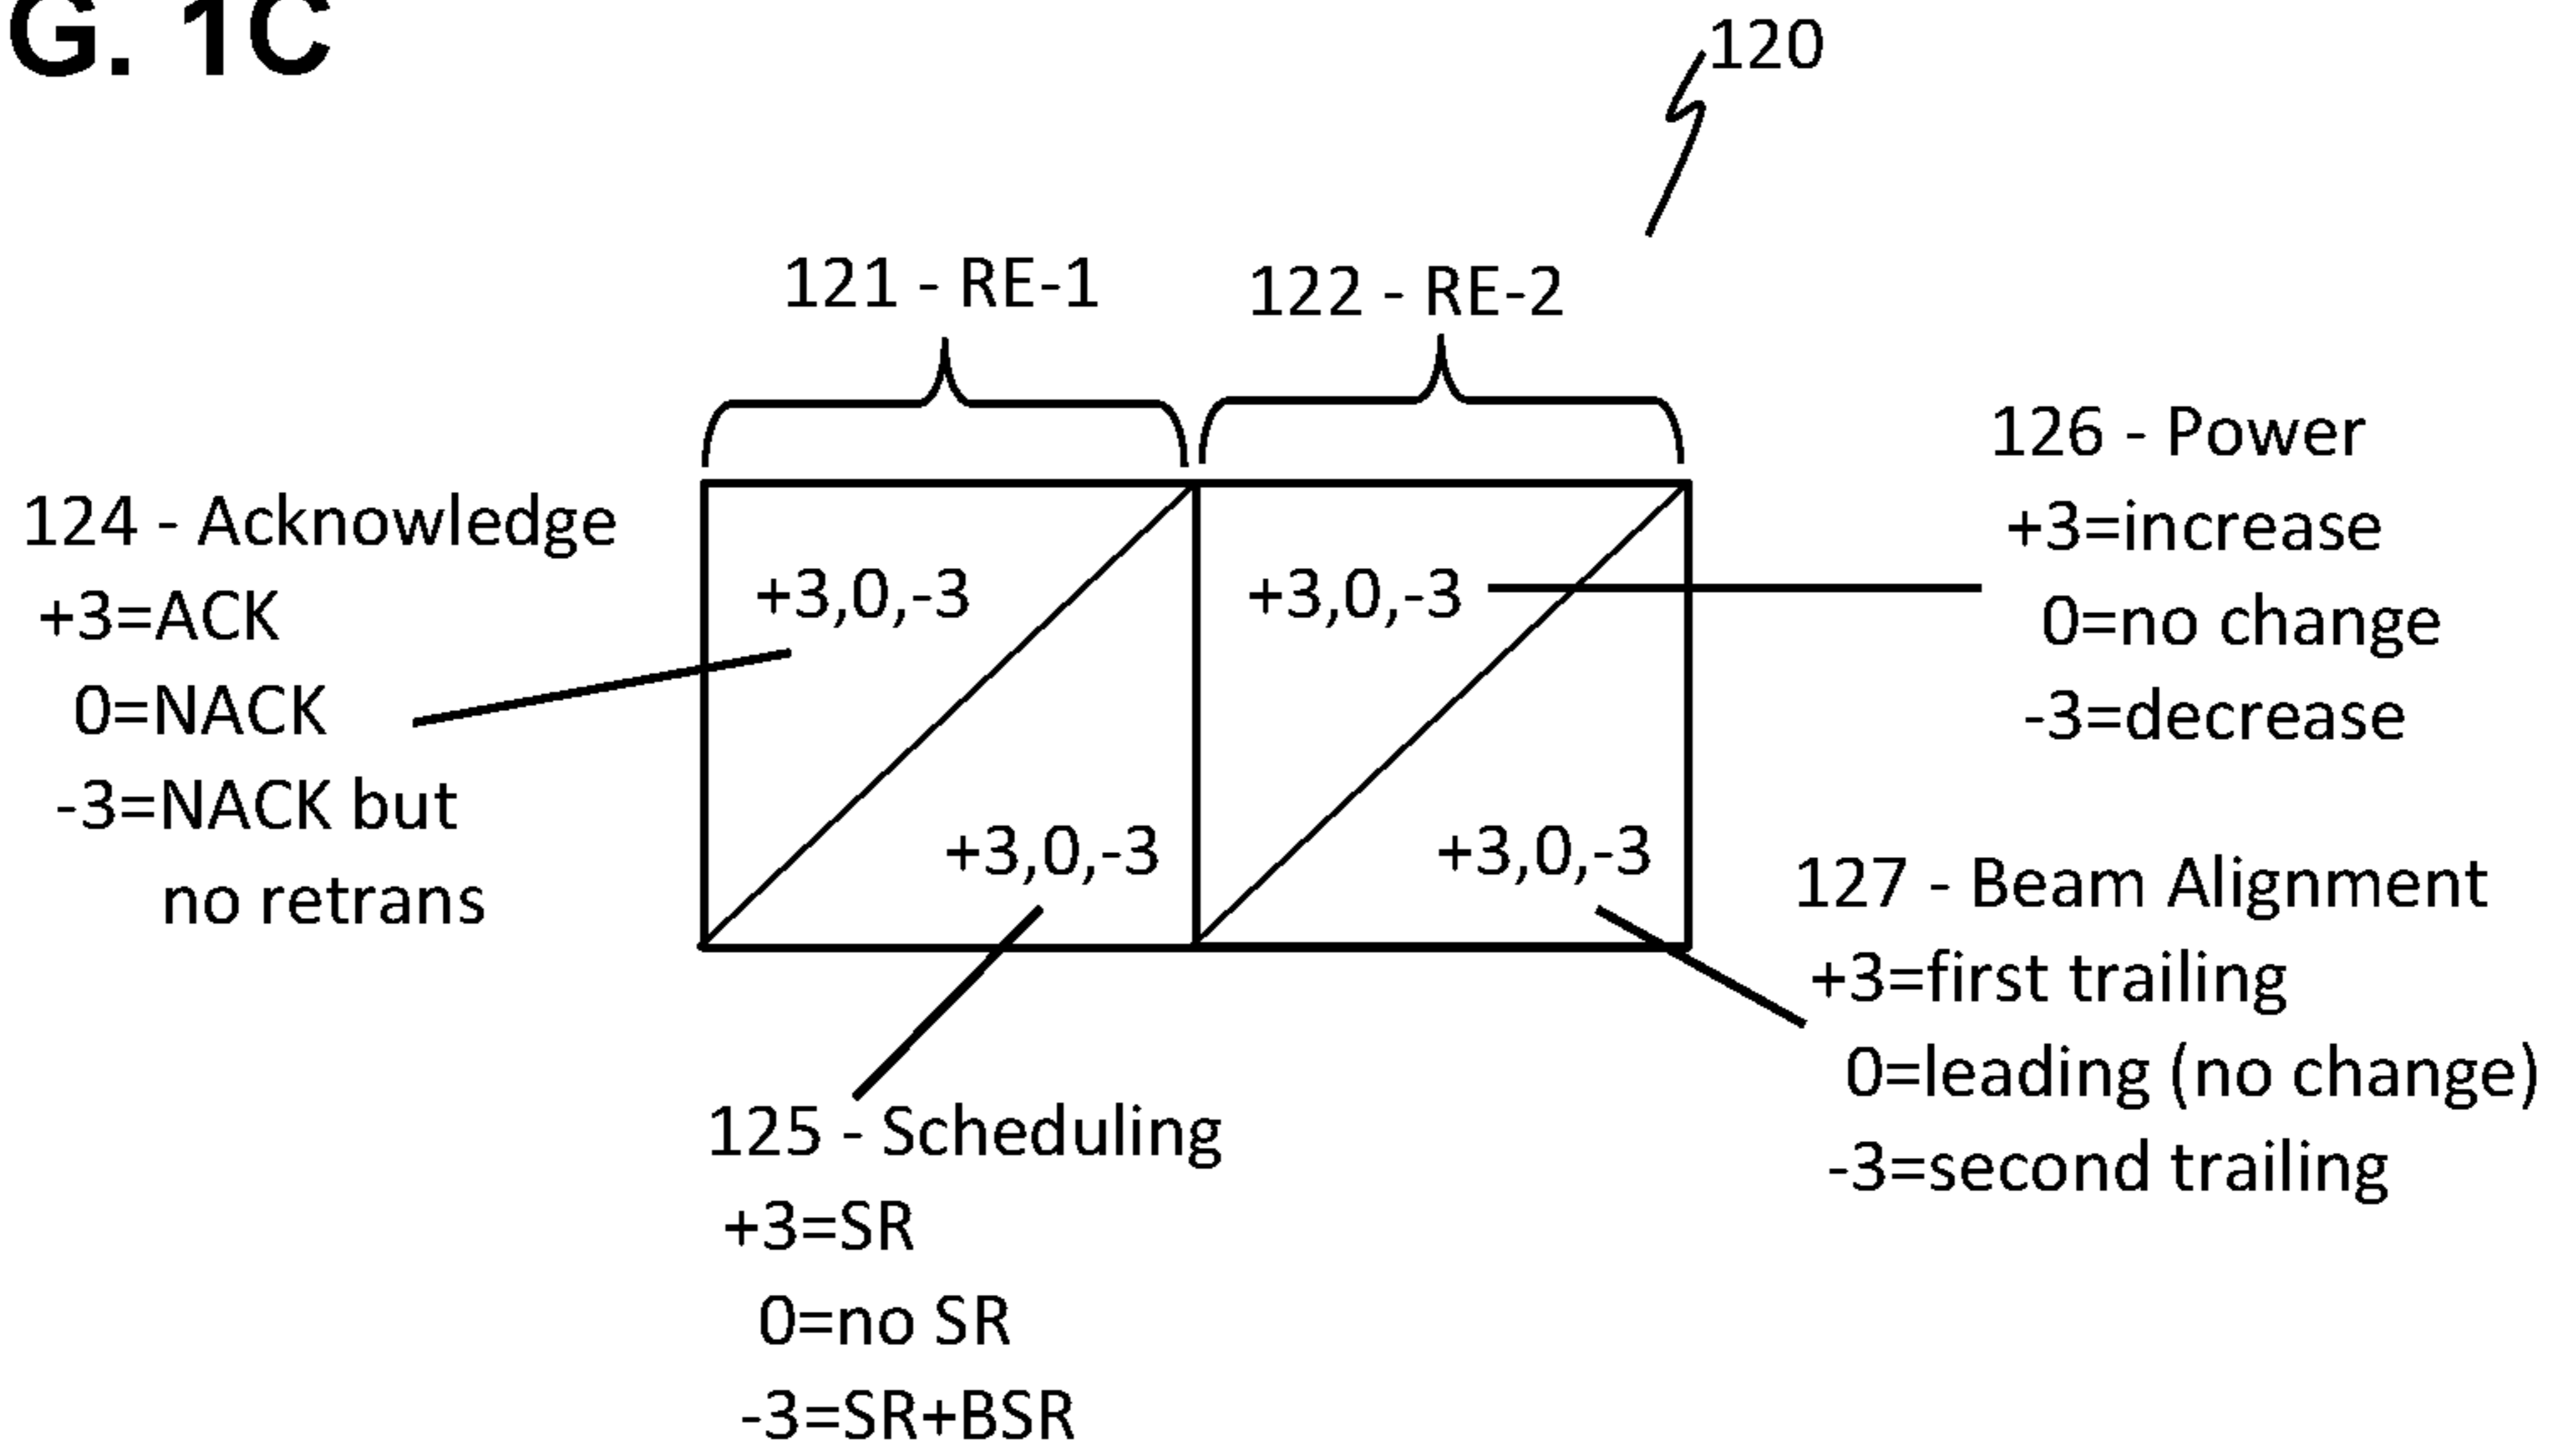 G. 1C
120
121 - RE-1
122 - RE-2
124 - Acknowledge
+3=ACK
0=NACK
-3=NACK but
no retrans
+3,0,-3
+3,0,-3
+3,0,-3
+3,0,-3
126 - Power
+3=increase
0=no change
-3=decrease
127 - Beam Alignment
+3=first trailing
0=leading (no change)
-3=second trailing
125 - Scheduling
+3=SR
0=no SR
-3=SR+BSR